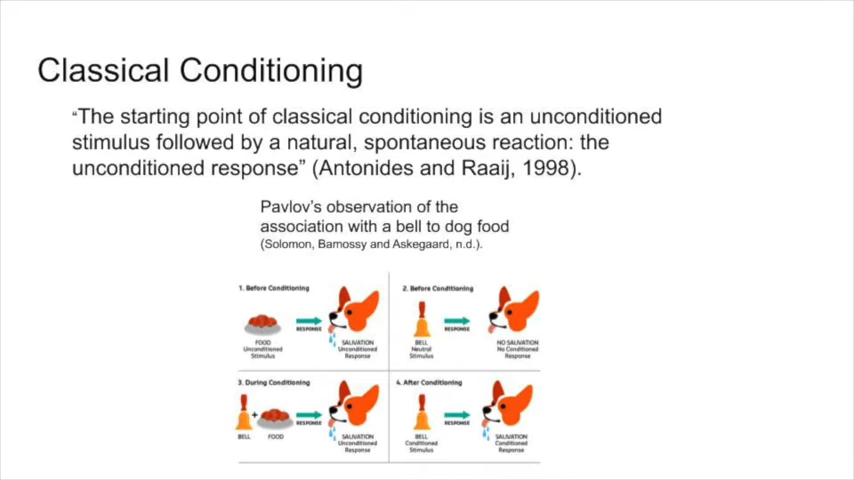 Classical Conditioning
“The starting point of classical conditioning is an unconditioned
stimulus followed by a natural, spontaneous reaction: the
unconditioned response” (Antonides and Raaij, 1998).
Pavlov’s observation of the
association with a bell to dog food
(Solomon, Bamossy and Askegaard, n.d.).
1. Before Conditioning
FOOD
Unconditioned
Stimulus
RESPONSE
SALIVATION
Unconditioned
Response
2. Before Conditioning
BELL
Neutral
Stimulus
RESPONSE
NO SALIVATION
No Conditioned
Response
3. During Conditioning
+
BELL FOOD
RESPONSE
SALIVATION
Unconditioned
Response
4. After Conditioning
BELL
Conditioned
Stimulus
RESPONSE
SALIVATION
Conditioned
Response